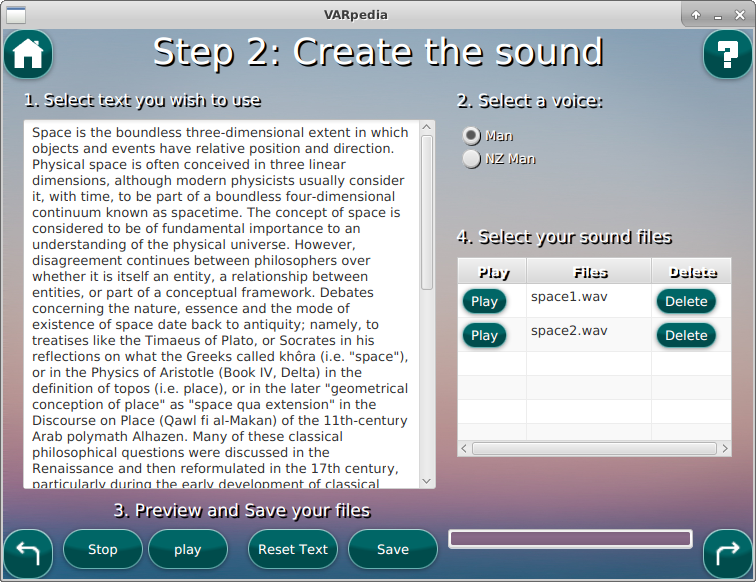 VARpedia
Step 2: Create the sound
?
1. Select text you wish to use
Space is the boundless three-dimensional extent in which
objects and events have relative position and direction.
Physical space is often conceived in three linear
dimensions, although modern physicists usually consider
it, with time, to be part of a boundless four-dimensional
continuum known as spacetime. The concept of space is
considered to be of fundamental importance to an
understanding of the physical universe. However,
disagreement continues between philosophers over
whether it is itself an entity, a relationship between
entities, or part of a conceptual framework. Debates
concerning the nature, essence and the mode of
existence of space date back to antiquity; namely, to
treatises like the Timaeus of Plato, or Socrates in his
reflections on what the Greeks called khôra (i.e. "space"),
or in the Physics of Aristotle (Book IV, Delta) in the
definition of topos (i.e. place), or in the later "geometrical
conception of place" as "space qua extension" in the
Discourse on Place (Qawl fi al-Makan) of the 11th-century
Arab polymath Alhazen. Many of these classical
philosophical questions were discussed in the
Renaissance and then reformulated in the 17th century,
particularly during the early development of classical
2. Select a voice:
Man
NZ Man
4. Select your sound files
Play Files Delete
Play space1.wav Delete
Play space2.wav Delete
3. Preview and Save your files
Stop play Reset Text Save